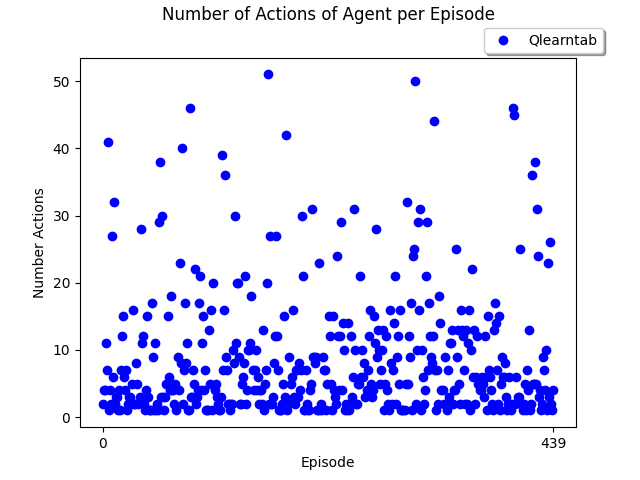 Number of Actions of Agent per Episode
Qlearntab
50
40
30
20
10
0
Number Actions
0 439
Episode